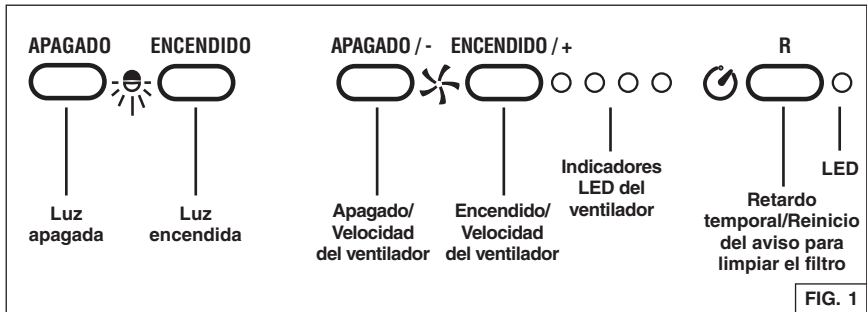 APAGADO ENCENDIDO APAGADO / - ENCENDIDO / + R
Luz
apagada
Luz
encendida
Apagado/
Velocidad
del ventilador
Encendido/
Velocidad
del ventilador
Indicadores
LED del
ventilador
Retardo
temporal/Reinicio
del aviso para
limpiar el filtro
LED
FIG. 1